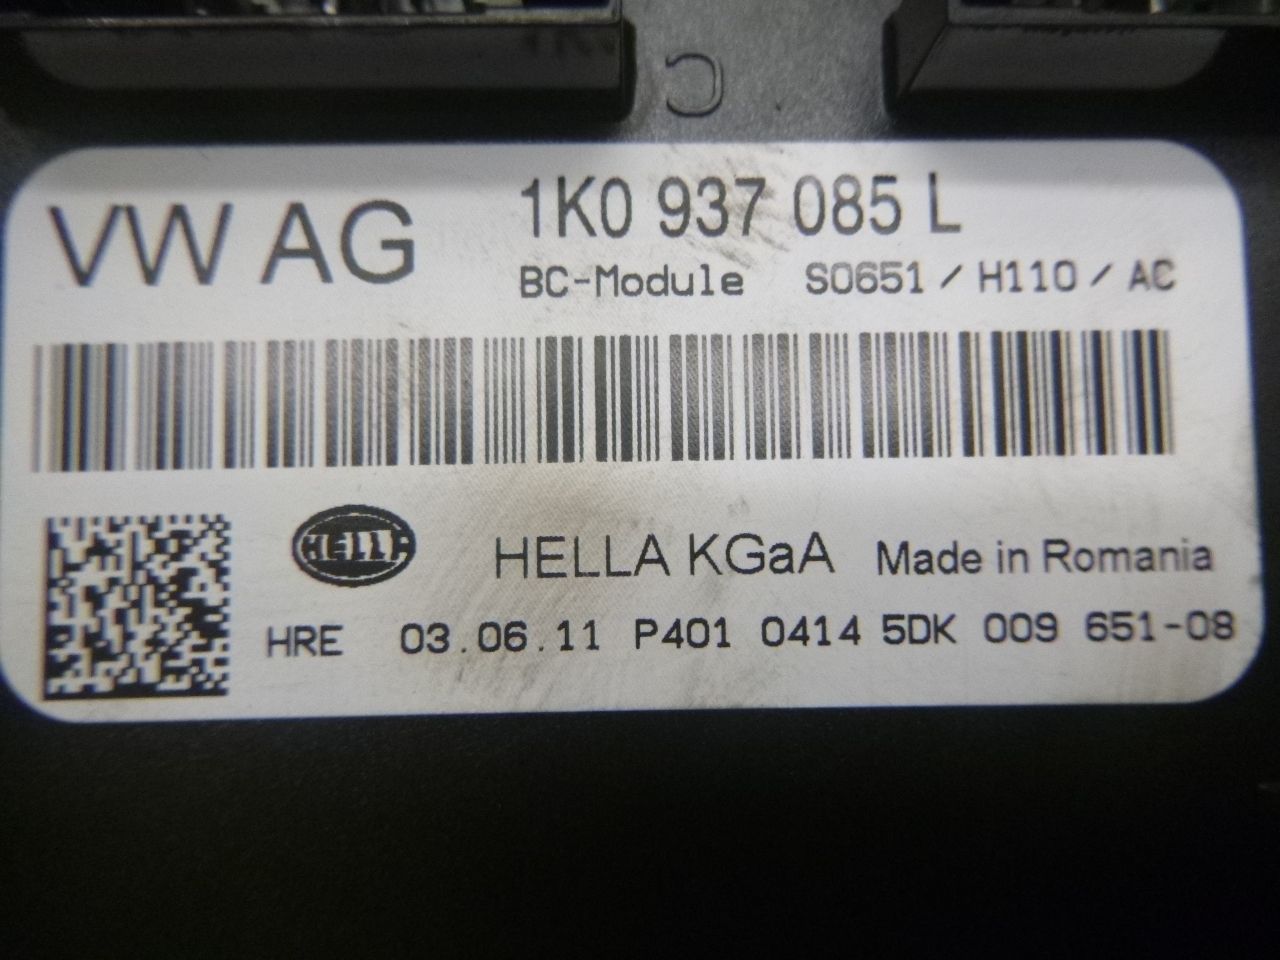 C
VW AG 1K0 937 085 L
BC-Module S0651 / H110 / AC
HELLA HELLA KGaA Made in Romania
HRE 03.06.11 P401 0414 5DK 009 651-08